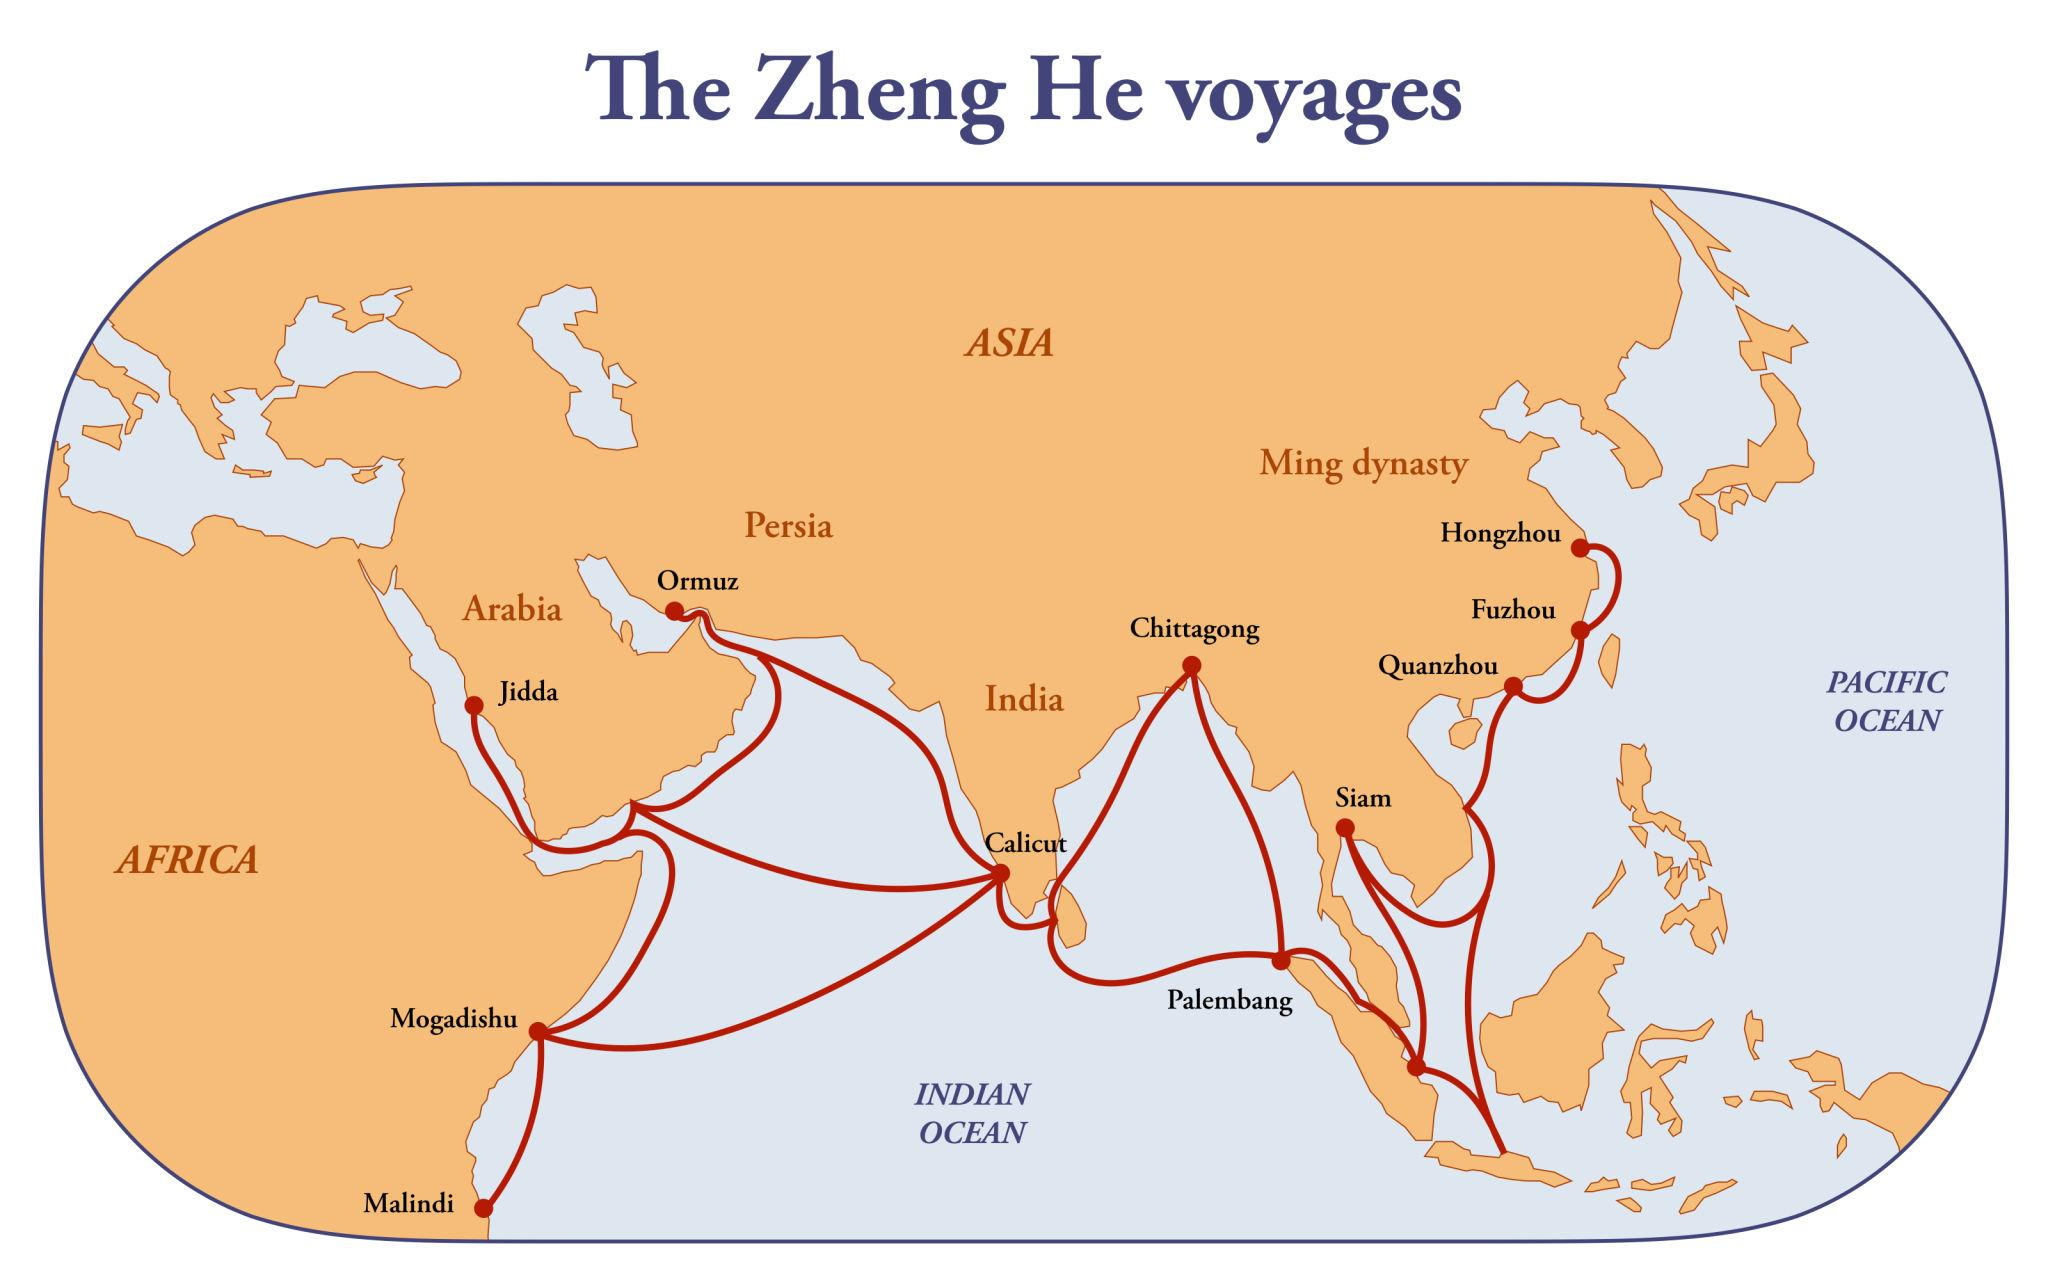 The Zheng He voyages
ASIA
Ming dynasty
Persia
Hongzhou
Ormuz
Arabia
Fuzhou
Chittagong
Quanzhou
Jidda
India
PACIFIC
OCEAN
Siam
Calicut
AFRICA
Palembang
Mogadishu
INDIAN
OCEAN
Malindi